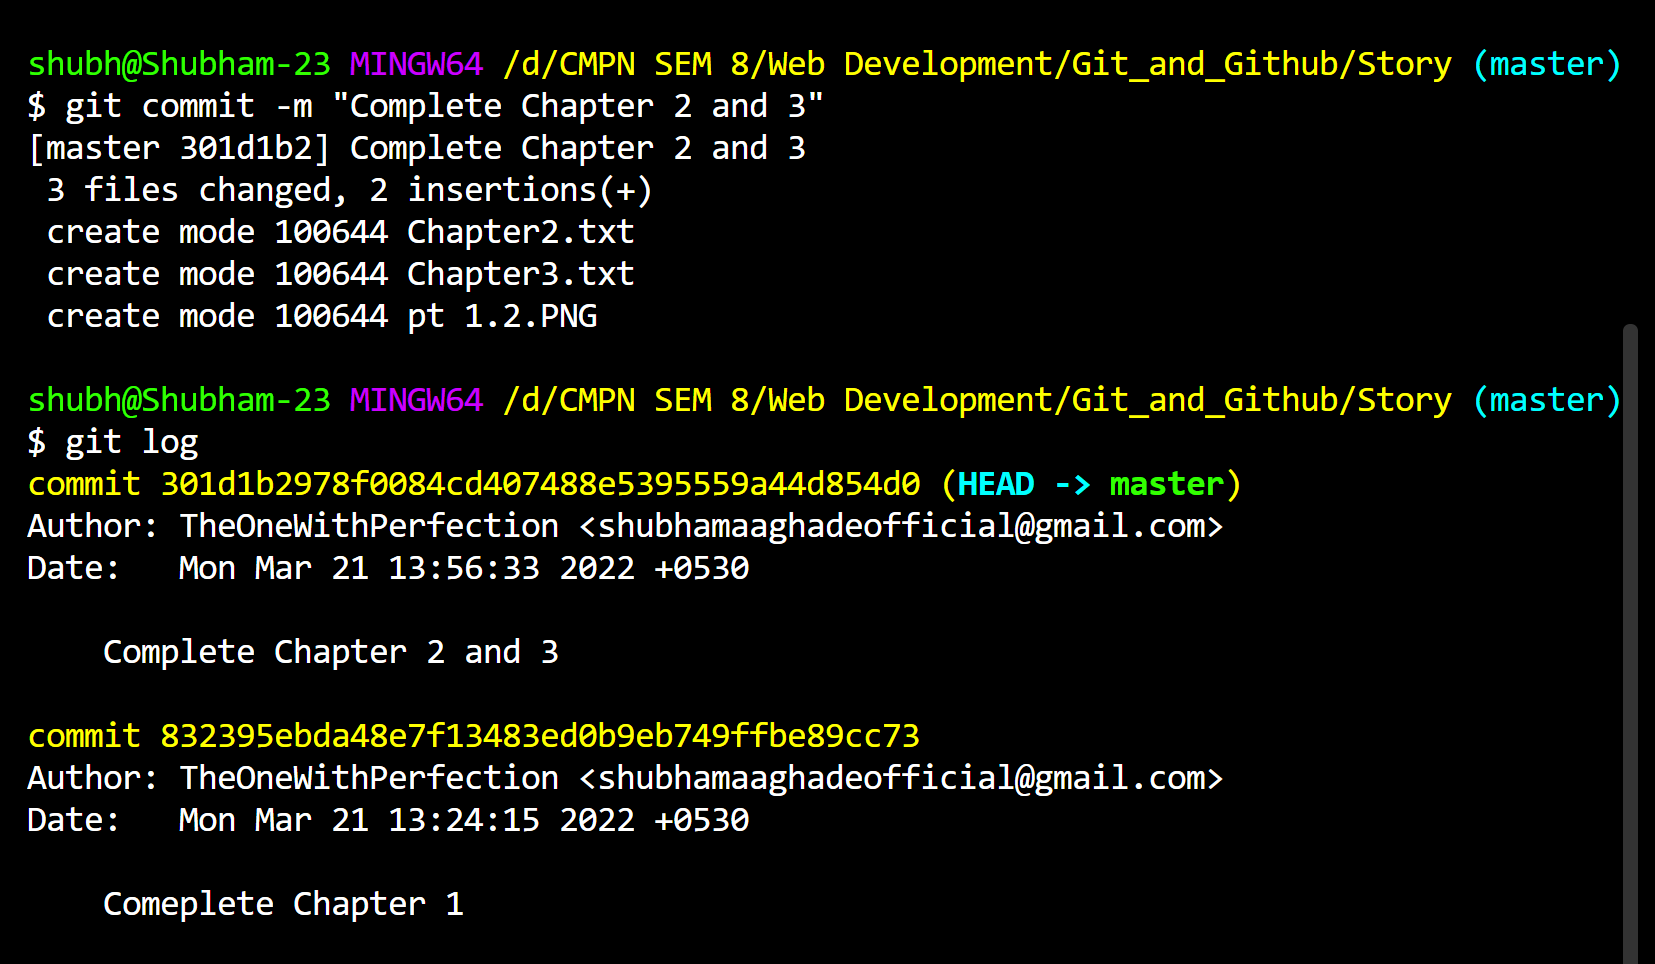 shubh@Shubham-23 MINGW64 /d/CMPN SEM 8/Web Development/Git_and_Github/Story (master)
$ git commit -m "Complete Chapter 2 and 3"
[master 301d1b2] Complete Chapter 2 and 3
 3 files changed, 2 insertions(+)
 create mode 100644 Chapter2.txt
 create mode 100644 Chapter3.txt
 create mode 100644 pt 1.2.PNG
shubh@Shubham-23 MINGW64 /d/CMPN SEM 8/Web Development/Git_and_Github/Story (master)
$ git log
commit 301d1b2978f0084cd407488e5395559a44d854d0 (HEAD -> master)
Author: TheOneWithPerfection <shubhamaaghadeofficial@gmail.com>
Date:   Mon Mar 21 13:56:33 2022 +0530
    Complete Chapter 2 and 3
commit 832395ebda48e7f13483ed0b9eb749ffbe89cc73
Author: TheOneWithPerfection <shubhamaaghadeofficial@gmail.com>
Date:   Mon Mar 21 13:24:15 2022 +0530
    Comeplete Chapter 1